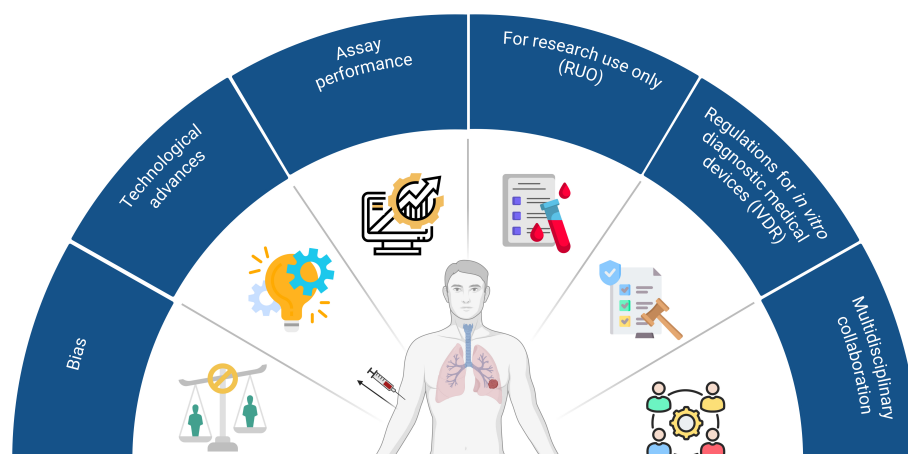 Bias
Technological
advances
Assay
performance
For research use only
(RUO)
Regulations for in vitro
diagnostic medical
devices (IVDR)
Multidisciplinary
collaboration